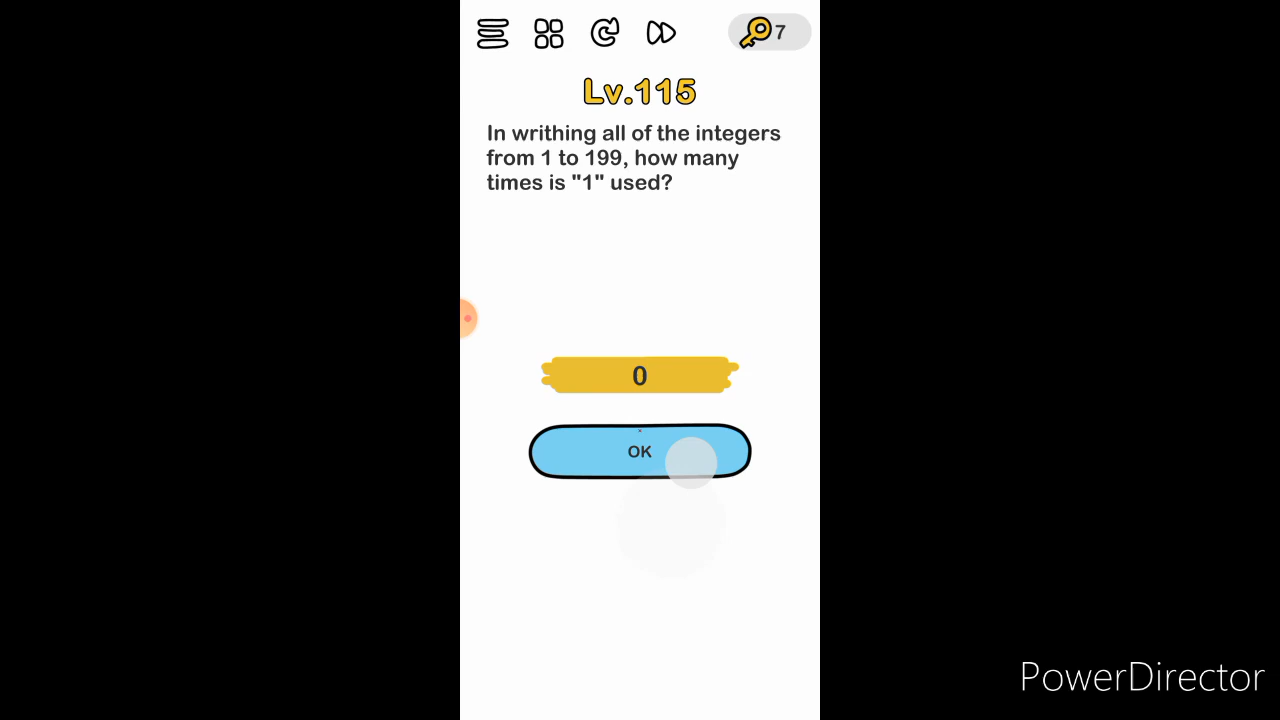 7
Lv.115
In writhing all of the integers
from 1 to 199, how many
times is "1" used?
0
OK
PowerDirector